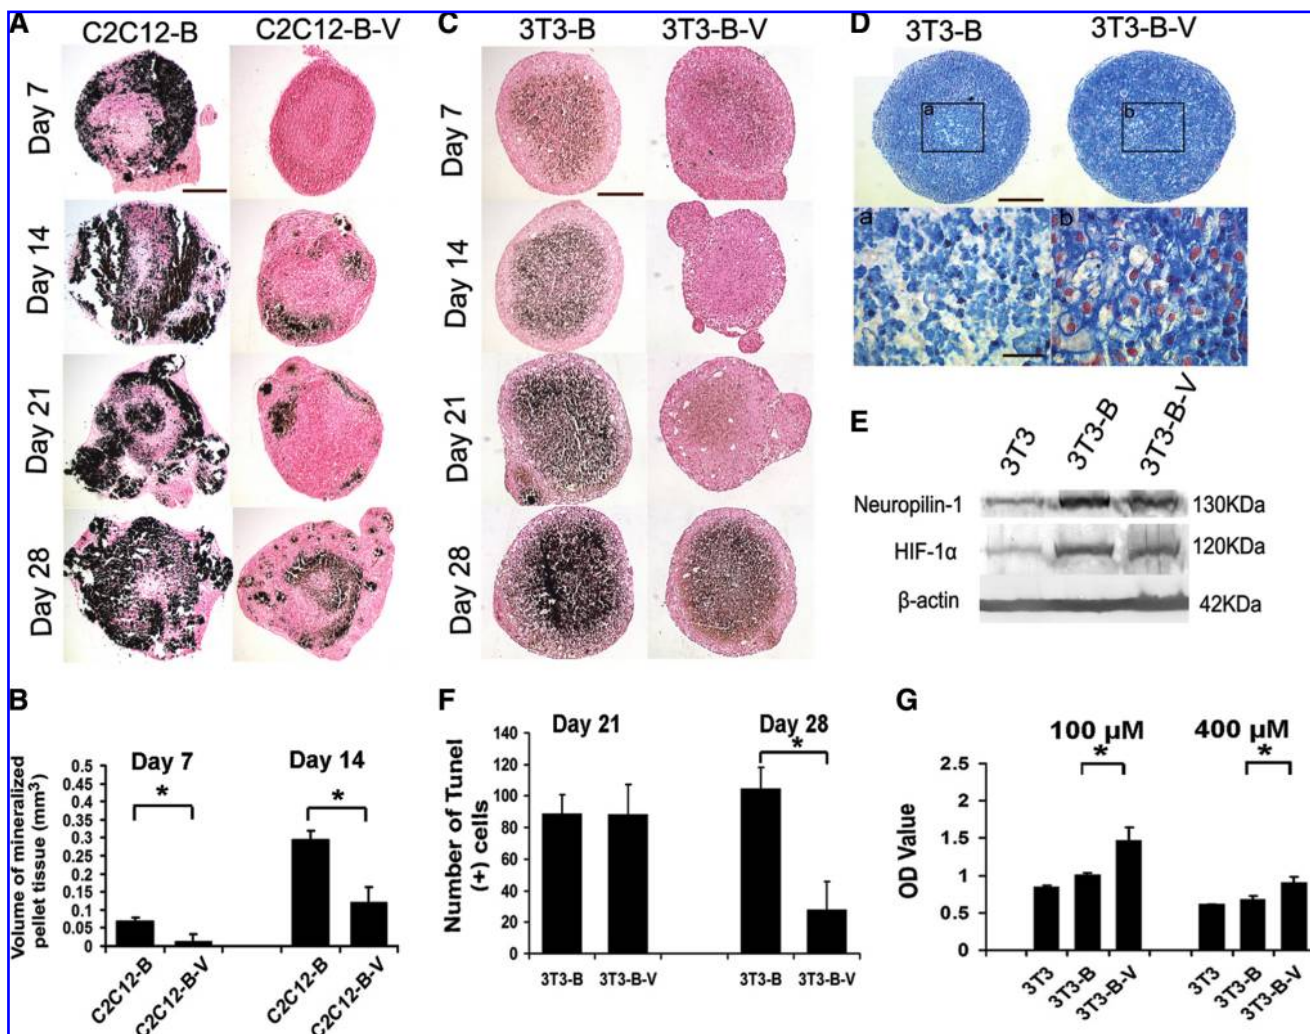 A
C2C12-B
C2C12-B-V
Day 7
Day 14
Day 21
Day 28
C
3T3-B
3T3-B-V
Day 7
Day 14
Day 21
Day 28
D
3T3-B
3T3-B-V
a
b
a
b
E
3T3
3T3-B
3T3-B-V
Neuropilin-1
130KDa
HIF-1α
120KDa
β-actin
42KDa
B
Volume of mineralized
pellet tissue (mm3)
0.5
0.45
0.4
0.35
0.3
0.25
0.2
0.15
0.1
0.05
0
Day 7
Day 14
*
*
C2C12-B
C2C12-B-V
C2C12-B
C2C12-B-V
F
Number of Tunel
(+) cells
140
120
100
80
60
40
20
0
Day 21
Day 28
*
3T3-B
3T3-B-V
3T3-B
3T3-B-V
G
OD Value
2.5
2
1.5
1
0.5
0
100 µM
400 µM
*
*
3T3
3T3-B
3T3-B-V
3T3
3T3-B
3T3-B-V